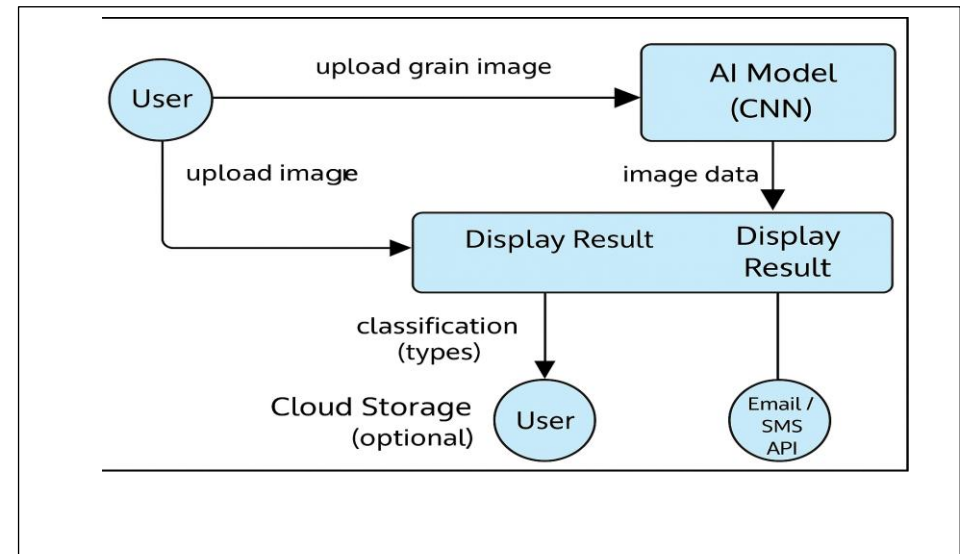 upload grain image
User
AI Model
(CNN)
upload image
image data
Display Result
Display
Result
classification
(types)
Cloud Storage
(optional)
User
Email /
SMS
API